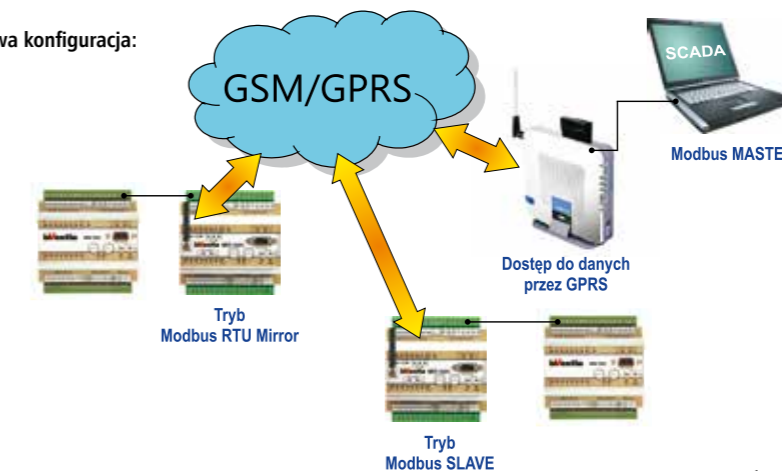 wa konfiguracja:
GSM/GPRS
SCADA
Modbus MASTE
Dostęp do danych
przez GPRS
Tryb
Modbus RTU Mirror
Tryb
Modbus SLAVE